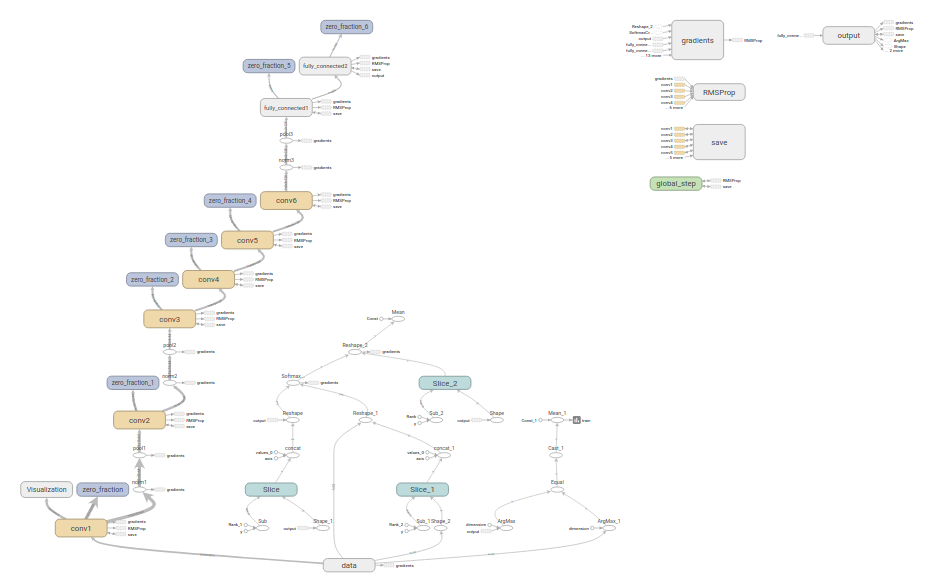 zero_fraction_6
zero_fraction_5
fully_connected2
gradients
RMSProp
save
output
fully_connected1
gradients
RMSProp
save
pool3
gradients
norm3
gradients
zero_fraction_4
conv6
gradients
RMSProp
save
zero_fraction_3
conv5
gradients
RMSProp
save
zero_fraction_2
conv4
gradients
RMSProp
save
conv3
gradients
RMSProp
save
pool2
gradients
zero_fraction_1
norm2
gradients
conv2
gradients
RMSProp
save
pool1
gradients
Visualization
zero_fraction
norm1
gradients
conv1
gradients
RMSProp
save
Mean
Const
Reshape_2
gradients
Softmax
gradients
Slice_2
Reshape
output
Reshape_1
Rank
y
Sub_2
Shape
output
Mean_1
Const_1
concat
values_0
axis
concat_1
values_0
axis
Cast_1
Slice
Slice_1
Equal
Rank_1
y
Sub
output
Shape_1
Rank_2
y
Sub_1
Shape_2
dimension
output
ArgMax
dimension
ArgMax_1
data
gradients
Reshape_2
SoftmaxCr...
output
fully_conne...
fully_conne...
... 13 more
gradients
RMSProp
fully_conne...
output
gradients
RMSProp
save
ArgMax
Shape
... 2 more
gradients
conv1
conv2
conv3
conv4
... 5 more
RMSProp
conv1
conv2
conv3
conv4
conv5
... 5 more
save
global_step
RMSProp
save